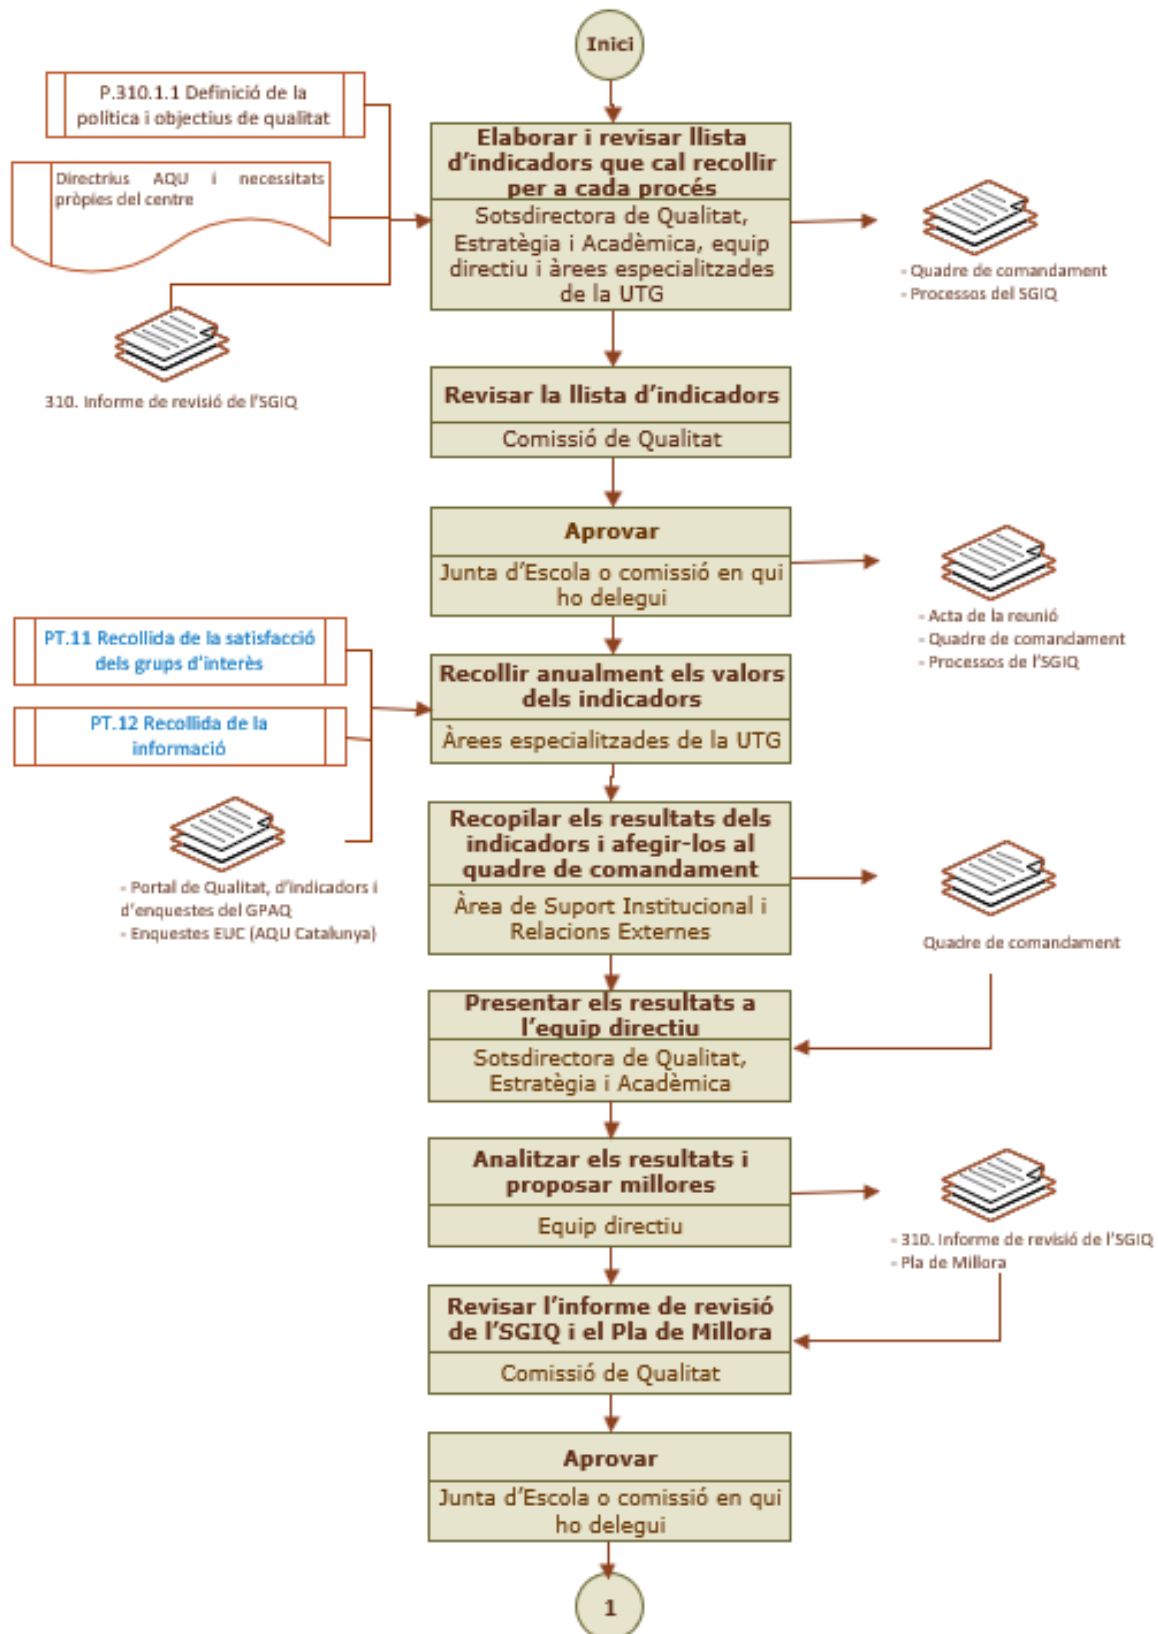 Inici
P.310.1.1 Definició de la
política i objectius de qualitat
Directrius AQU i necessitats
pròpies del centre
310. Informe de revisió de l'SGIQ
Elaborar i revisar llista
d'indicadors que cal recollir
per a cada procés
Sotsdirectora de Qualitat,
Estratègia i Acadèmica, equip
directiu i àrees especialitzades
de la UTG
- Quadre de comandament
- Processos del SGIQ
Revisar la llista d'indicadors
Comissió de Qualitat
Aprovar
Junta d'Escola o comissió en qui
ho delegui
- Acta de la reunió
- Quadre de comandament
- Processos de l'SGIQ
PT.11 Recollida de la satisfacció
dels grups d'interès
PT.12 Recollida de la
informació
- Portal de Qualitat, d'indicadors i
d'enquestes del GPAQ
- Enquestes EUC (AQU Catalunya)
Recollir anualment els valors
dels indicadors
Àrees especialitzades de la UTG
Recopilar els resultats dels
indicadors i afegir-los al
quadre de comandament
Àrea de Suport Institucional i
Relacions Externes
Quadre de comandament
Presentar els resultats a
l'equip directiu
Sotsdirectora de Qualitat,
Estratègia i Acadèmica
Analitzar els resultats i
proposar millores
Equip directiu
- 310. Informe de revisió de l'SGIQ
- Pla de Millora
Revisar l'informe de revisió
de l'SGIQ i el Pla de Millora
Comissió de Qualitat
Aprovar
Junta d'Escola o comissió en qui
ho delegui
1